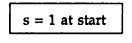 s = 1 at start